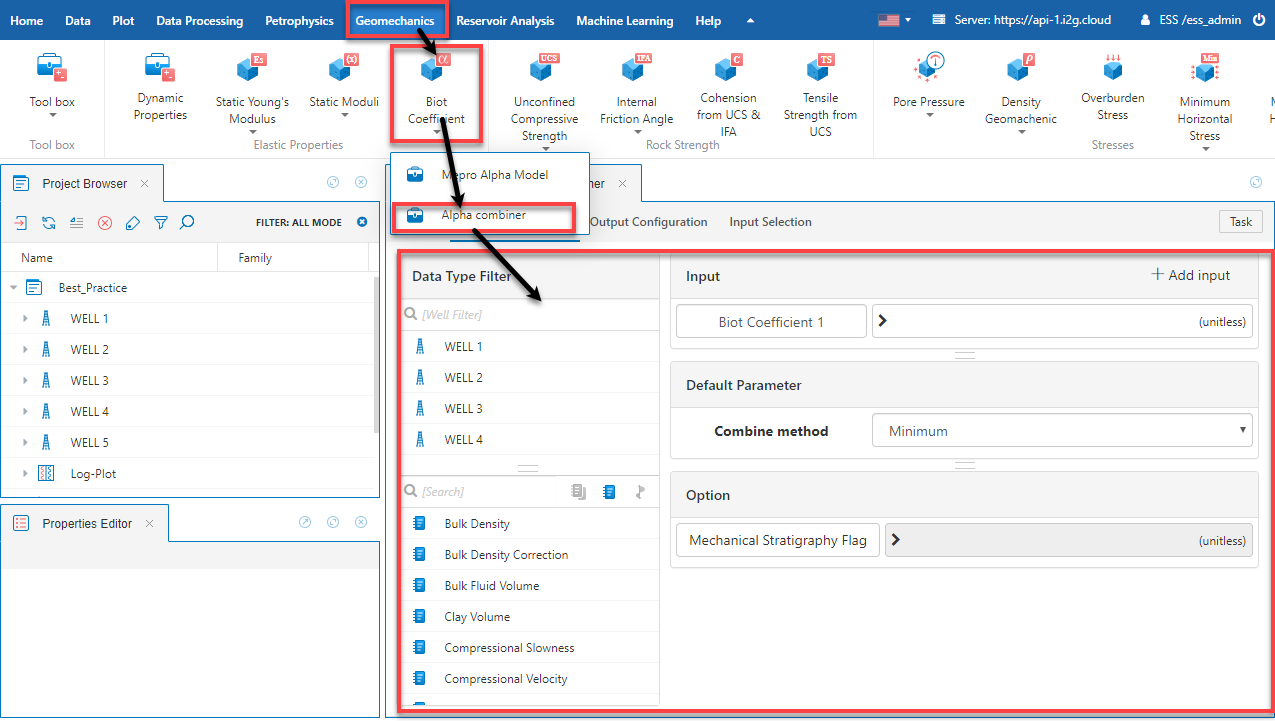 Home Data Plot Data Processing Petrophysics Geomechanics Reservoir Analysis Machine Learning Help Server: https://api-1.i2g.cloud ESS /ess_admin
Es (x) α UCS IFA C TS ρ Min
Tool box
Dynamic
Properties
Static Young's
Modulus
Static Moduli
Biot
Coefficient
Unconfined
Compressive
Strength
Internal
Friction Angle
Cohension
from UCS &
IFA
Tensile
Strength from
UCS
Pore Pressure
Density
Geomachenic
Overburden
Stress
Minimum
Horizontal
Stress
Tool box Elastic Properties Rock Strength Stresses
Mepro Alpha Model
Alpha combiner
Project Browser
FILTER: ALL MODE
Name Family
Best_Practice
WELL 1
WELL 2
WELL 3
WELL 4
WELL 5
Log-Plot
Properties Editor
Output Configuration Input Selection Task
Data Type Filter
[Well Filter]
WELL 1
WELL 2
WELL 3
WELL 4
[Search]
Bulk Density
Bulk Density Correction
Bulk Fluid Volume
Clay Volume
Compressional Slowness
Compressional Velocity
Input Add input
Biot Coefficient 1 (unitless)
Default Parameter
Combine method Minimum
Option
Mechanical Stratigraphy Flag (unitless)